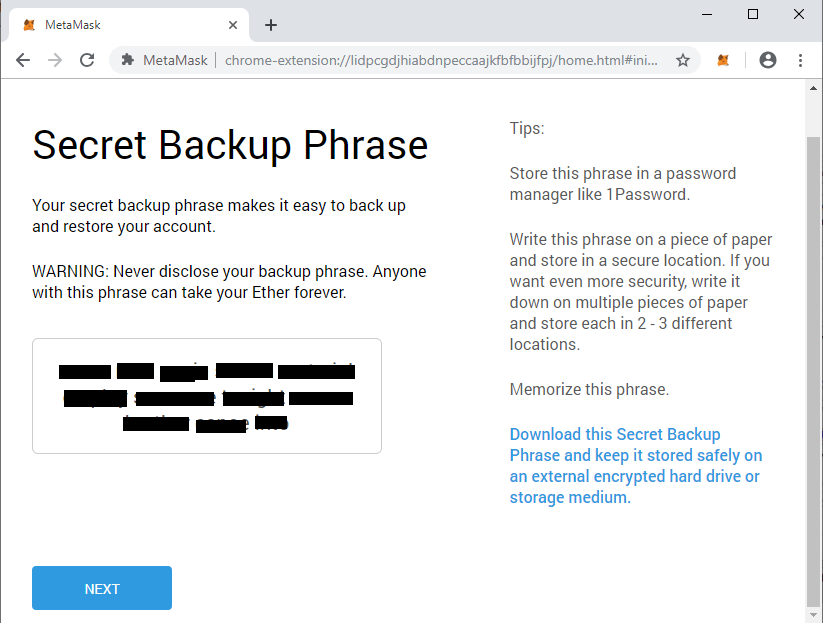 MetaMask
MetaMask
chrome-extension://lidpcgdjhiabdnpeccaajkfbfbbijfpj/home.html#ini...
Secret Backup Phrase
Your secret backup phrase makes it easy to back up
and restore your account.
WARNING: Never disclose your backup phrase. Anyone
with this phrase can take your Ether forever.
NEXT
Tips:
Store this phrase in a password
manager like 1Password.
Write this phrase on a piece of paper
and store in a secure location. If you
want even more security, write it
down on multiple pieces of paper
and store each in 2 - 3 different
locations.
Memorize this phrase.
Download this Secret Backup
Phrase and keep it stored safely on
an external encrypted hard drive or
storage medium.